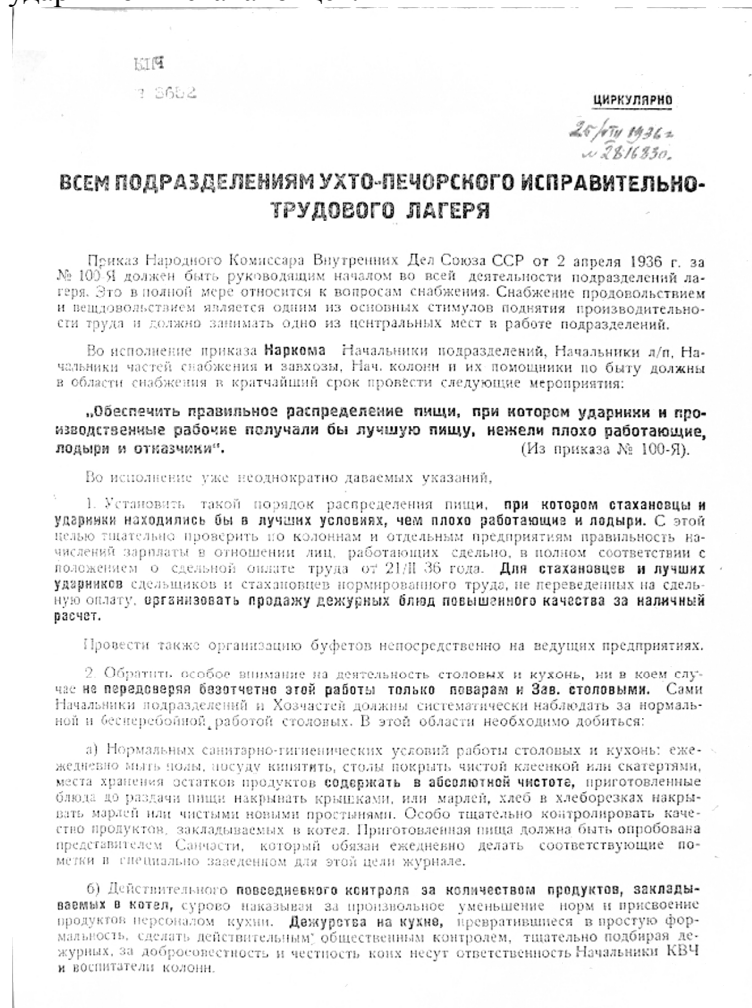 КВЧ
ЦИРКУЛЯРНО
25/VIII 1936 г
№ 2816830.
ВСЕМ ПОДРАЗДЕЛЕНИЯМ УХТО-ПЕЧОРСКОГО ИСПРАВИТЕЛЬНО-
ТРУДОВОГО ЛАГЕРЯ
Приказ Народного Комиссара Внутренних Дел Союза ССР от 2 апреля 1936 г. за
№ 100-Я должен быть руководящим началом во всей деятельности подразделений ла-
геря. Это в полной мере относится к вопросам снабжения. Снабжение продовольствием
и вещдовольствием является одним из основных стимулов поднятия производительно-
сти труда и должно занимать одно из центральных мест в работе подразделений.
Во исполнение приказа Наркома Начальники подразделений, Начальники л/п, На-
чальники частей снабжения и завхозы, Нач. колонн и их помощники по быту должны
в области снабжения в кратчайший срок провести следующие мероприятия:
„Обеспечить правильное распределение пищи, при котором ударники и про-
изводственные рабочие получали бы лучшую пищу, нежели плохо работающие,
лодыри и отказчики“. (Из приказа № 100-Я).
Во исполнение уже неоднократно даваемых указаний,
1. Установить такой порядок распределения пищи, при котором стахановцы и
ударники находились бы в лучших условиях, чем плохо работающие и лодыри. С этой
целью тщательно проверить по колоннам и отдельным предприятиям правильность на-
числений зарплаты в отношении лиц, работающих сдельно, в полном соответствии с
положением о сдельной оплате труда от 21/II 36 года. Для стахановцев и лучших
ударников сдельщиков и стахановцев нормированного труда, не переведенных на сдель-
ную оплату, организовать продажу дежурных блюд повышенного качества за наличный
расчет.
Провести также организацию буфетов непосредственно на ведущих предприятиях.
2. Обратить особое внимание на деятельность столовых и кухонь, ни в коем слу-
чае не передоверяя безотчетно этой работы только поварам и Зав. столовыми. Сами
Начальники подразделений и Хозчастей должны систематически наблюдать за нормаль-
ной и бесперебойной работой столовых. В этой области необходимо добиться:
а) Нормальных санитарно-гигиенических условий работы столовых и кухонь: еже-
жедневно мыть полы, посуду кипятить, столы покрыть чистой клеенкой или скатертями,
места хранения остатков продуктов содержать в абсолютной чистоте, приготовленные
блюда до раздачи пищи накрывать крышками, или марлей, хлеб в хлеборезках накры-
вать марлей или чистыми новыми простынями. Особо тщательно контролировать каче-
ство продуктов, закладываемых в котел. Приготовленная пища должна быть опробована
представителем Санчасти, который обязан ежедневно делать соответствующие по-
метки в специально заведенном для этой цели журнале.
б) Действительного повседневного контроля за количеством продуктов, заклады-
ваемых в котел, сурово наказывая за произвольное уменьшение норм и присвоение
продуктов персоналом кухни. Дежурства на кухне, превратившиеся в простую фор-
мальность, сделать действительным общественным контролем, тщательно подбирая де-
журных, за добросовестность и честность коих несут ответственность Начальники КВЧ
и воспитатели колонн.